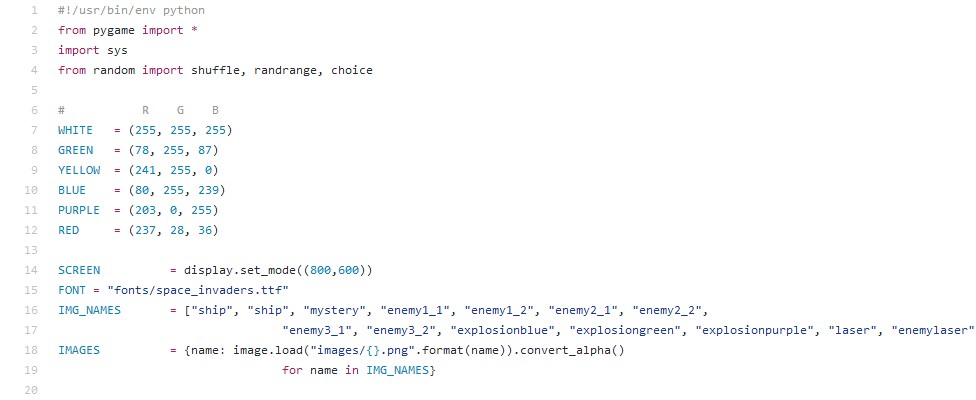 1 #!/usr/bin/env python
2 from pygame import *
3 import sys
4 from random import shuffle, randrange, choice
5
6 #           R    G    B
7 WHITE   = (255, 255, 255)
8 GREEN   = (78, 255, 87)
9 YELLOW  = (241, 255, 0)
10 BLUE    = (80, 255, 239)
11 PURPLE  = (203, 0, 255)
12 RED     = (237, 28, 36)
13
14 SCREEN          = display.set_mode((800,600))
15 FONT = "fonts/space_invaders.ttf"
16 IMG_NAMES       = ["ship", "ship", "mystery", "enemy1_1", "enemy1_2", "enemy2_1", "enemy2_2",
17                                 "enemy3_1", "enemy3_2", "explosionblue", "explosiongreen", "explosionpurple", "laser", "enemylaser"
18 IMAGES          = {name: image.load("images/{}.png".format(name)).convert_alpha()
19                                 for name in IMG_NAMES}
20